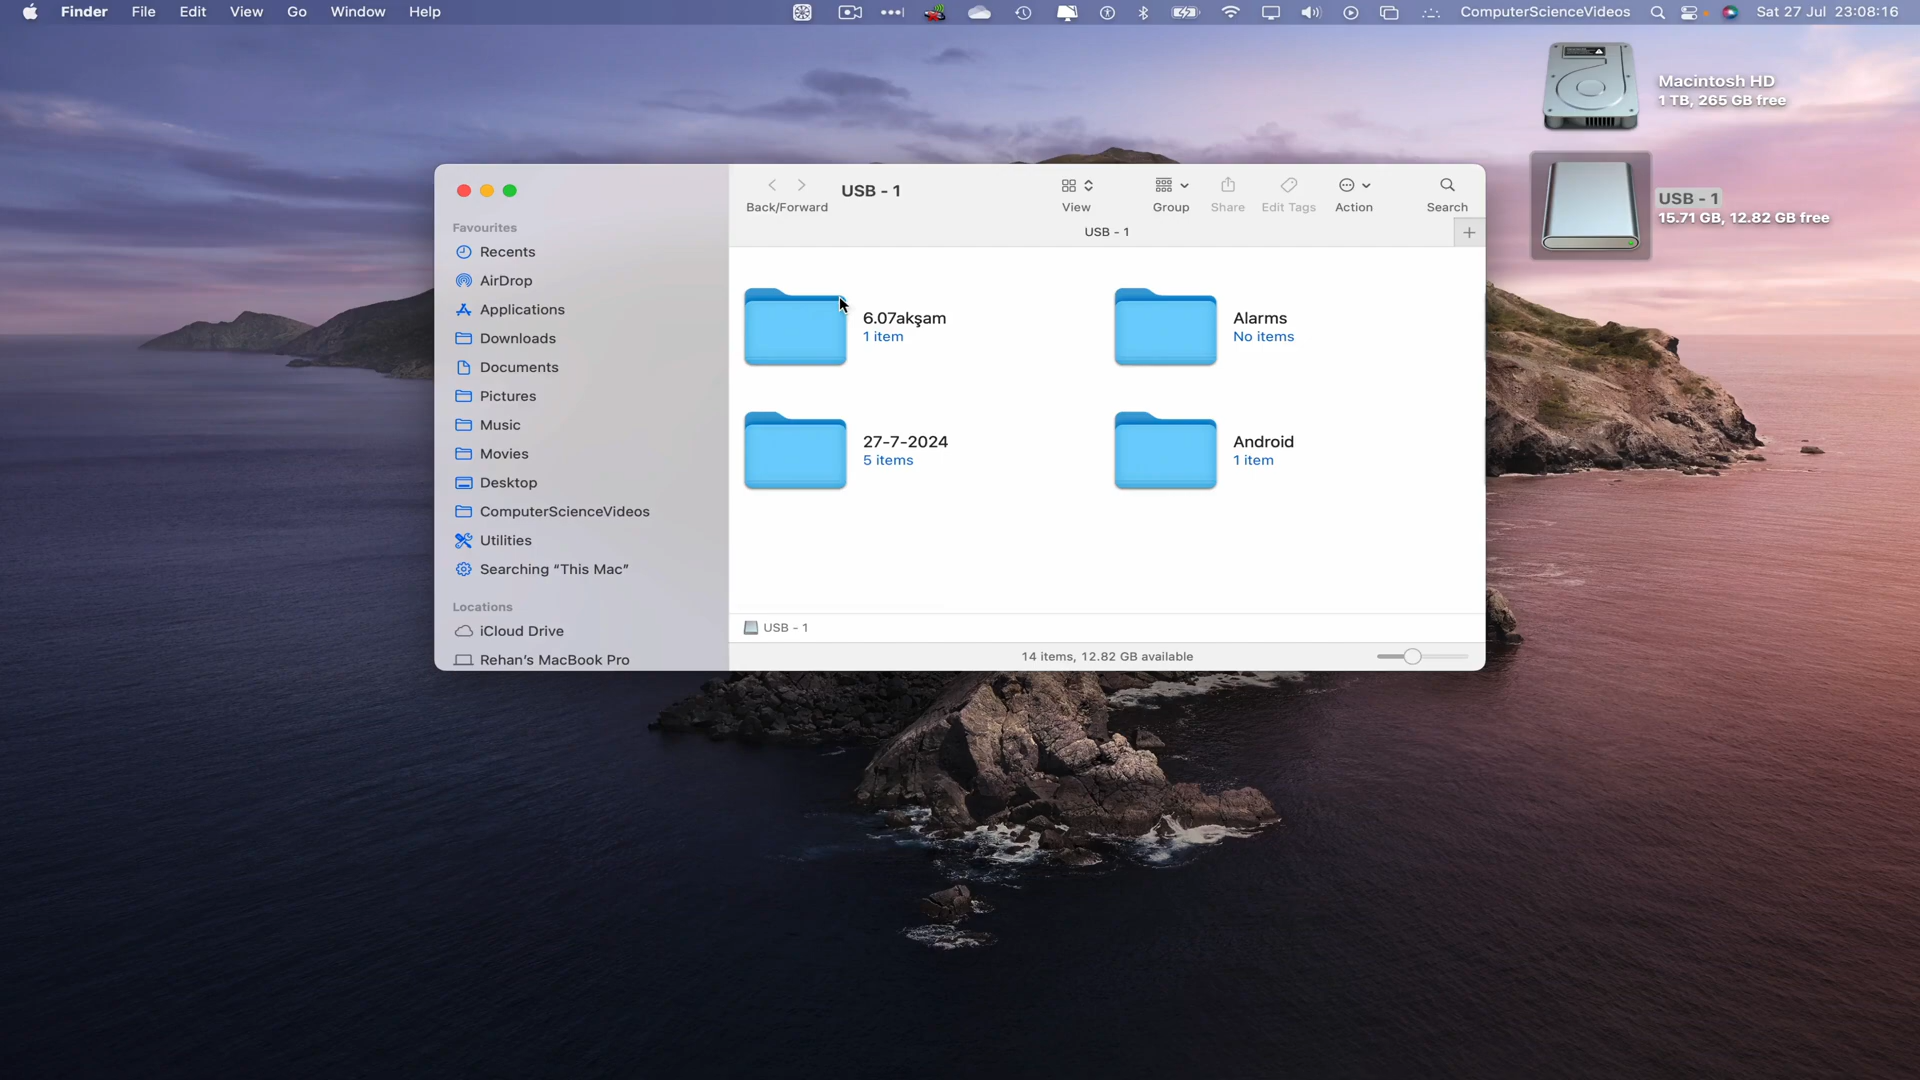 Finder File Edit View Go Window Help ComputerScienceVideos Sat 27 Jul 23:08:16
Macintosh HD
1 TB, 265 GB free
USB - 1
15.71 GB, 12.82 GB free
USB - 1
Back/Forward View Group Share Edit Tags Action Search
USB - 1
Favourites
Recents
AirDrop
Applications
Downloads
Documents
Pictures
Music
Movies
Desktop
ComputerScienceVideos
Utilities
Searching “This Mac”
Locations
iCloud Drive
Rehan’s MacBook Pro
6.07akşam
1 item
Alarms
No items
27-7-2024
5 items
Android
1 item
USB - 1
14 items, 12.82 GB available